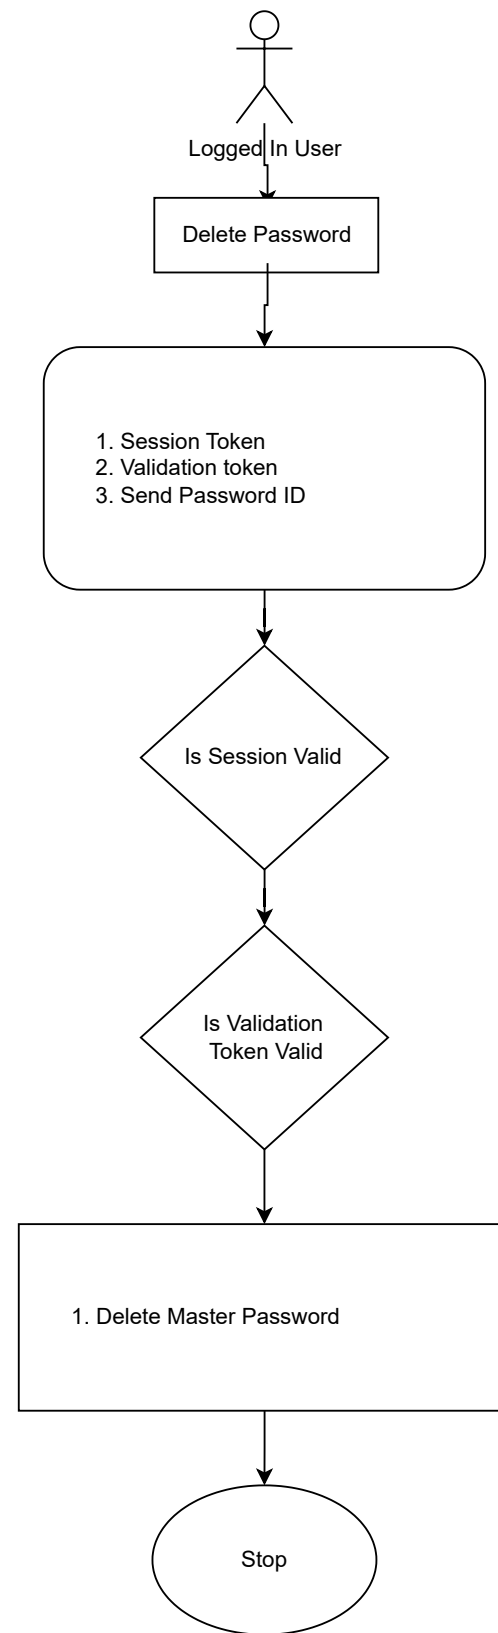 Logged In User
Delete Password
1. Session Token
2. Validation token
3. Send Password ID
Is Session Valid
Is Validation
Token Valid
1. Delete Master Password
Stop